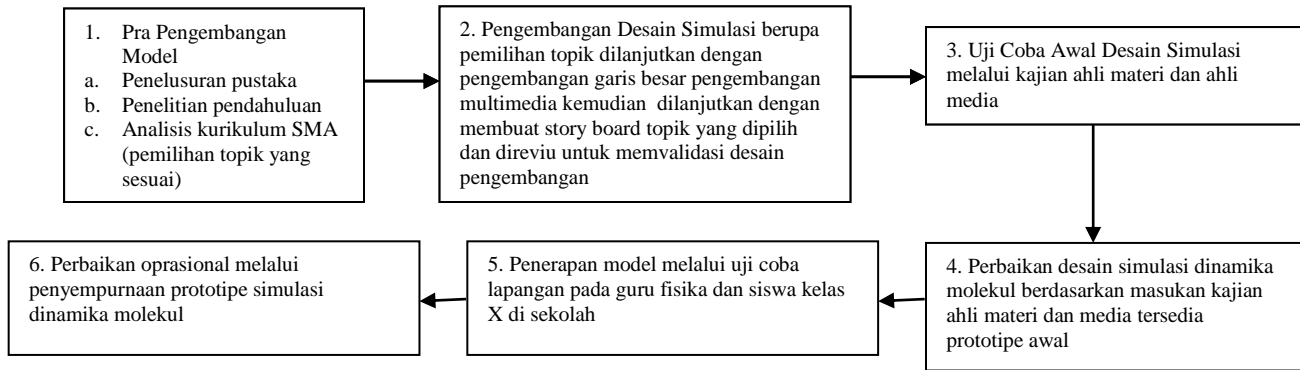 1. Pra Pengembangan
Model
a. Penelusuran pustaka
b. Penelitian pendahuluan
c. Analisis kurikulum SMA
(pemilihan topik yang
sesuai)
2. Pengembangan Desain Simulasi berupa
pemilihan topik dilanjutkan dengan
pengembangan garis besar pengembangan
multimedia kemudian dilanjutkan dengan
membuat story board topik yang dipilih
dan direviu untuk memvalidasi desain
pengembangan
3. Uji Coba Awal Desain Simulasi
melalui kajian ahli materi dan ahli
media
4. Perbaikan desain simulasi dinamika
molekul berdasarkan masukan kajian
ahli materi dan media tersedia
prototipe awal
5. Penerapan model melalui uji coba
lapangan pada guru fisika dan siswa kelas
X di sekolah
6. Perbaikan oprasional melalui
penyempurnaan prototipe simulasi
dinamika molekul